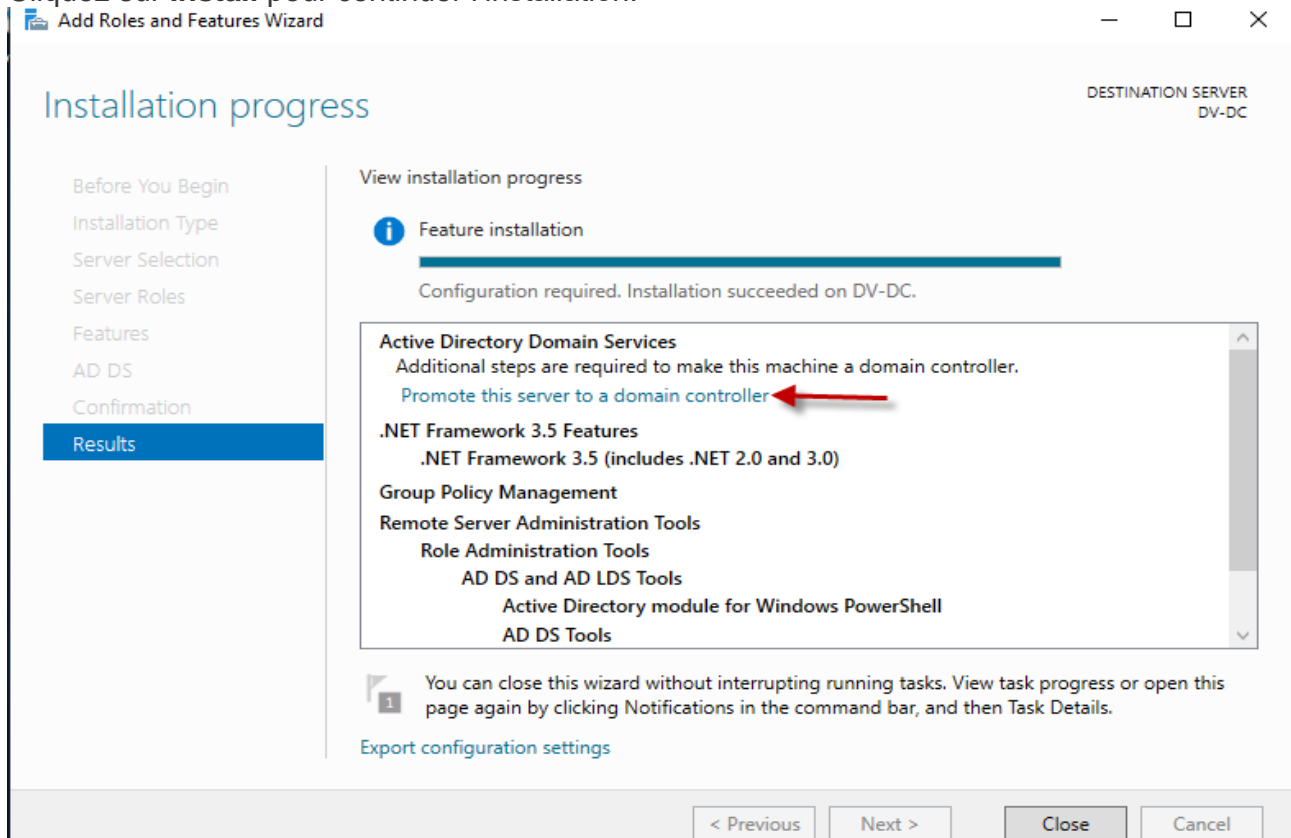 Cliquez sur Install pour continuer l'installation.
Add Roles and Features Wizard
Installation progress
DESTINATION SERVER
DV-DC
Before You Begin
Installation Type
Server Selection
Server Roles
Features
AD DS
Confirmation
Results
View installation progress
Feature installation
Configuration required. Installation succeeded on DV-DC.
Active Directory Domain Services
Additional steps are required to make this machine a domain controller.
Promote this server to a domain controller
.NET Framework 3.5 Features
.NET Framework 3.5 (includes .NET 2.0 and 3.0)
Group Policy Management
Remote Server Administration Tools
Role Administration Tools
AD DS and AD LDS Tools
Active Directory module for Windows PowerShell
AD DS Tools
1
You can close this wizard without interrupting running tasks. View task progress or open this
page again by clicking Notifications in the command bar, and then Task Details.
Export configuration settings
< Previous
Next >
Close
Cancel